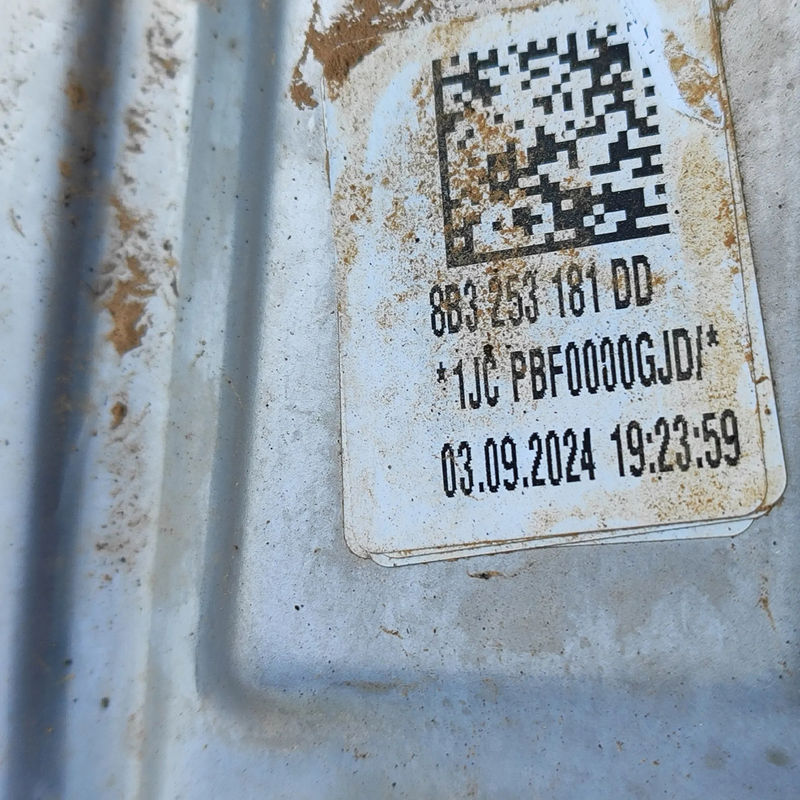 8B3 253 181 DD
*1JC PBF0000GJD/*
03.09.2024 19:23:59